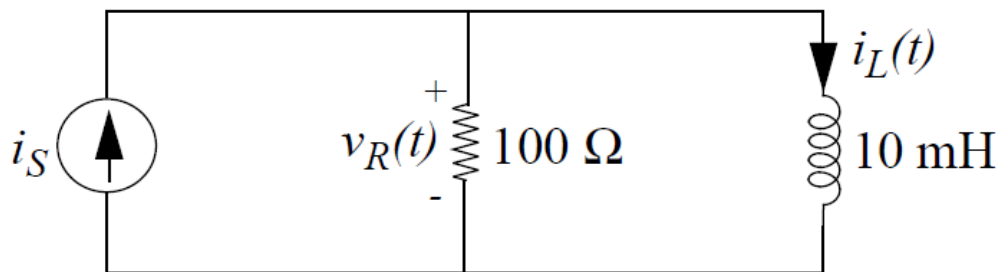 i_L(t)
+
i_S
v_R(t)
100 Ω
10 mH
-